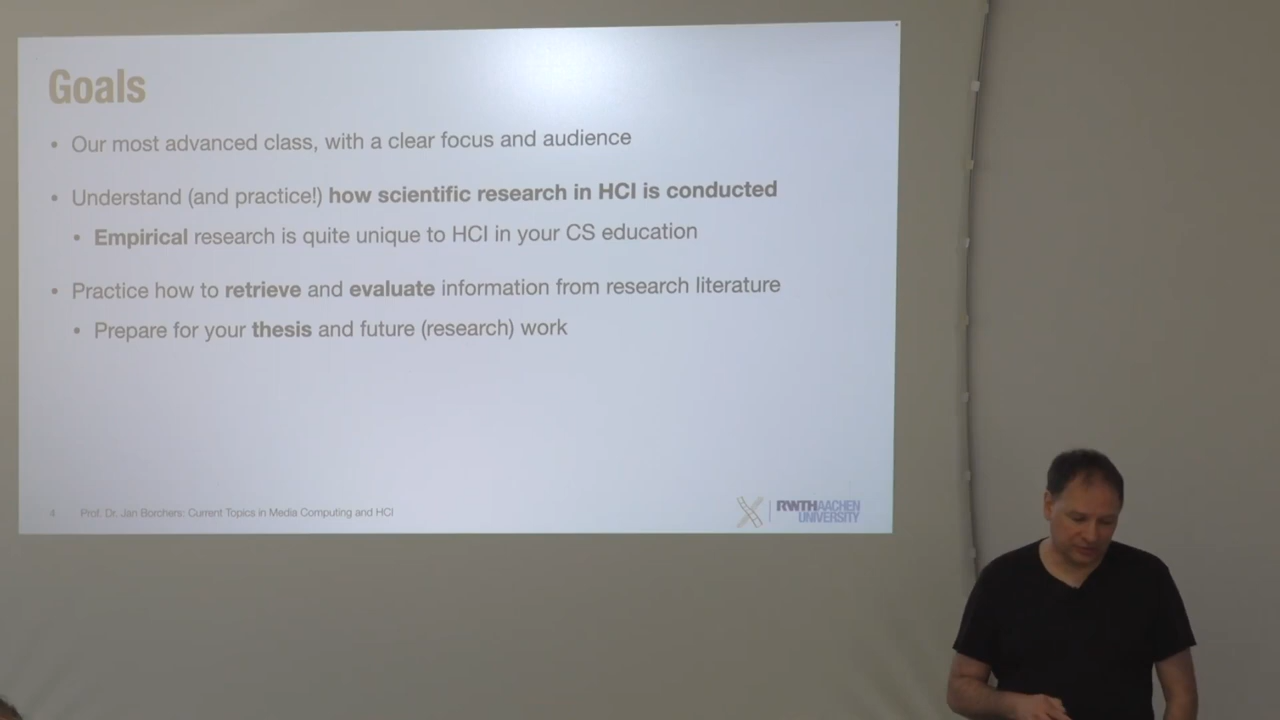 Goals
• Our most advanced class, with a clear focus and audience
• Understand (and practice!) how scientific research in HCI is conducted
• Empirical research is quite unique to HCI in your CS education
• Practice how to retrieve and evaluate information from research literature
• Prepare for your thesis and future (research) work
4 Prof. Dr. Jan Borchers: Current Topics in Media Computing and HCI
RWTHAACHEN
UNIVERSITY